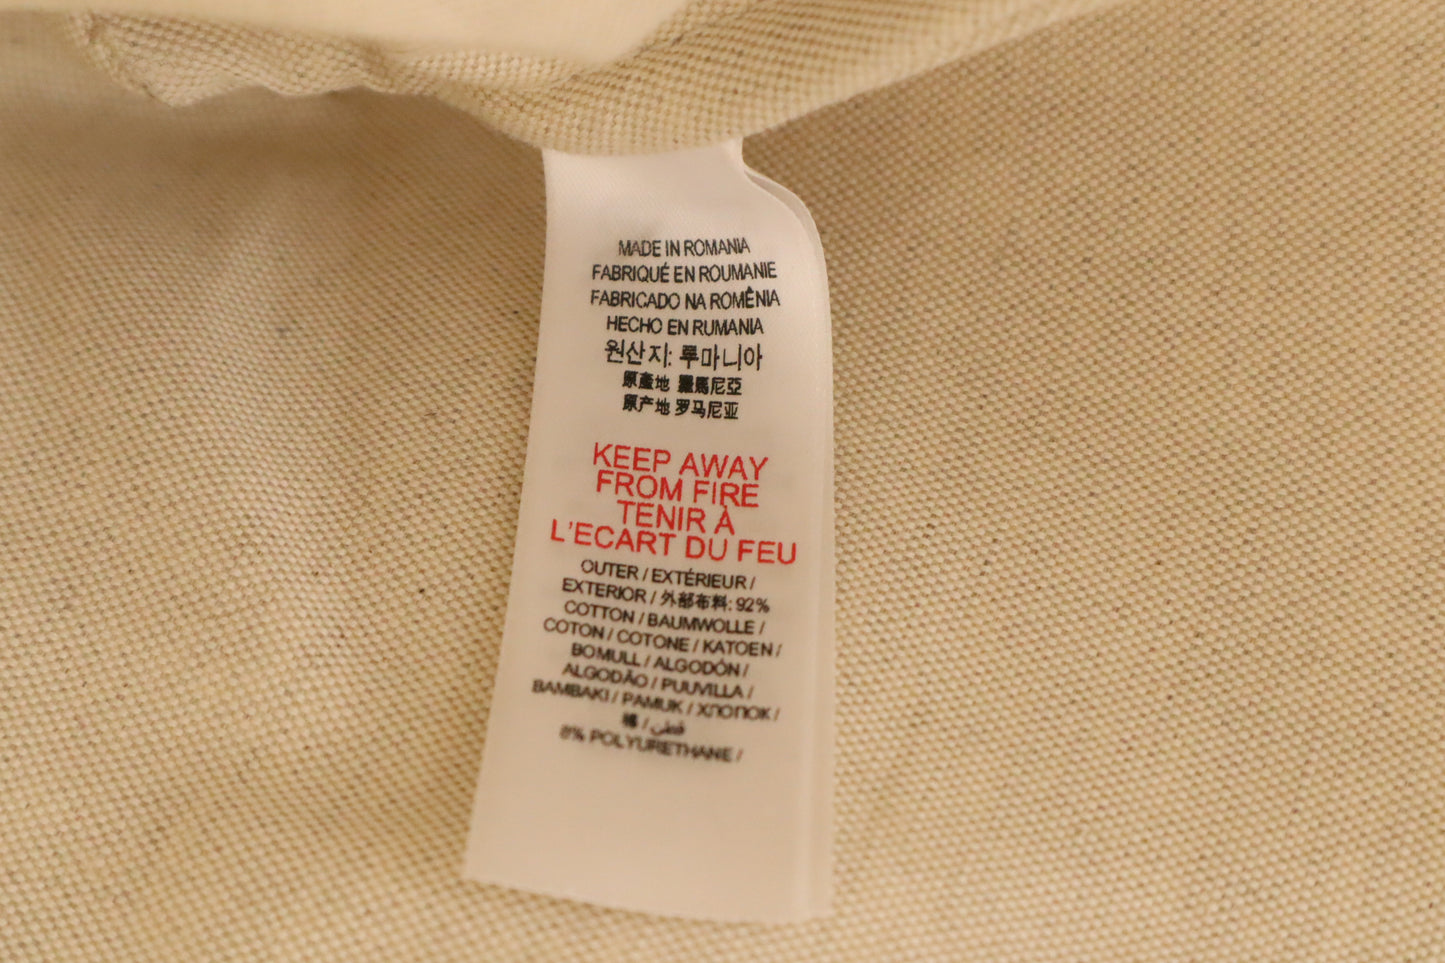 MADE IN ROMANIA
FABRIQUÉ EN ROUMANIE
FABRICADO NA ROMÊNIA
HECHO EN RUMANIA
원산지: 루마니아
原產地 羅馬尼亞
原产地 罗马尼亚
KEEP AWAY
FROM FIRE
TENIR À
L'ECART DU FEU
OUTER / EXTÉRIEUR /
EXTERIOR / 外部布料: 92%
COTTON / BAUMWOLLE /
COTON / COTONE / KATOEN /
BOMULL / ALGODÓN /
ALGODÃO / PUUVILLA /
BAMBAKI / PAMUK / ХЛОПОК /
棉 / قطن
8% POLYURETHANE /